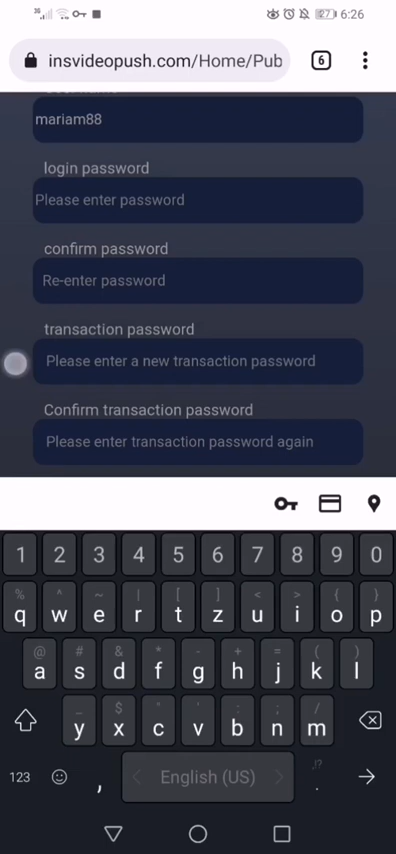 3G 27 6:26
insvideopush.com/Home/Pub 6
mariam88
login password
Please enter password
confirm password
Re-enter password
transaction password
Please enter a new transaction password
Confirm transaction password
Please enter transaction password again
1 2 3 4 5 6 7 8 9 0
% ^ ~ | [ ] < > { }
q w e r t z u i o p
@ # & * - + = ( )
a s d f g h j k l
_ $ " ' : ; /
y x c v b n m
123 , English (US) ,!? .